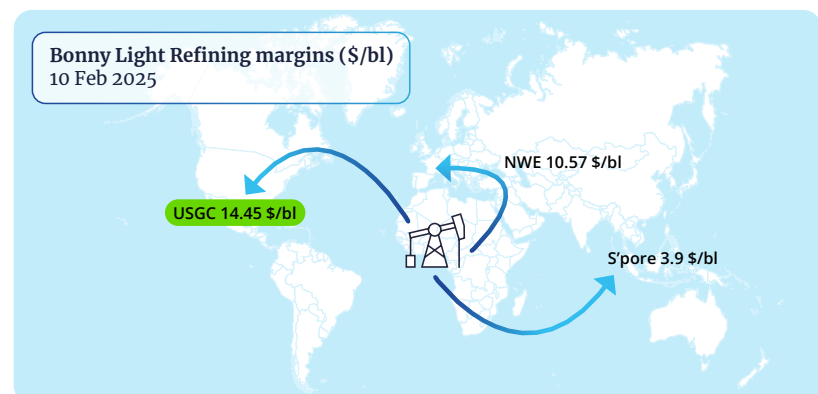 Bonny Light Refining margins ($/bl)
10 Feb 2025
NWE 10.57 $/bl
USGC 14.45 $/bl
S'pore 3.9 $/bl